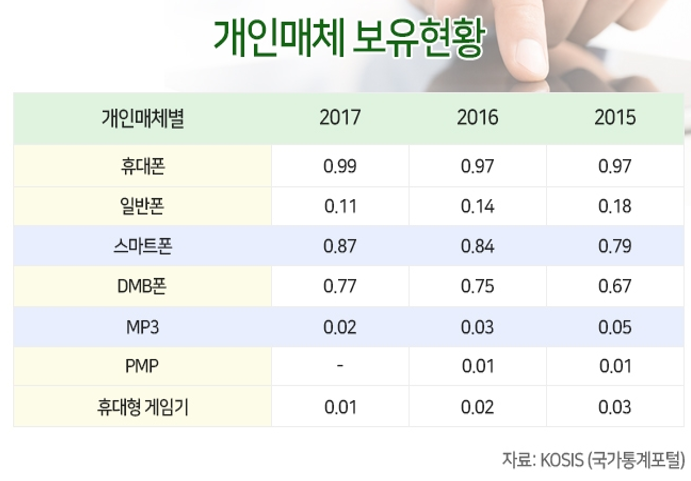 개인매체 보유현황
개인매체별 2017 2016 2015
휴대폰 0.99 0.97 0.97
일반폰 0.11 0.14 0.18
스마트폰 0.87 0.84 0.79
DMB폰 0.77 0.75 0.67
MP3 0.02 0.03 0.05
PMP - 0.01 0.01
휴대형 게임기 0.01 0.02 0.03
자료: KOSIS (국가통계포털)